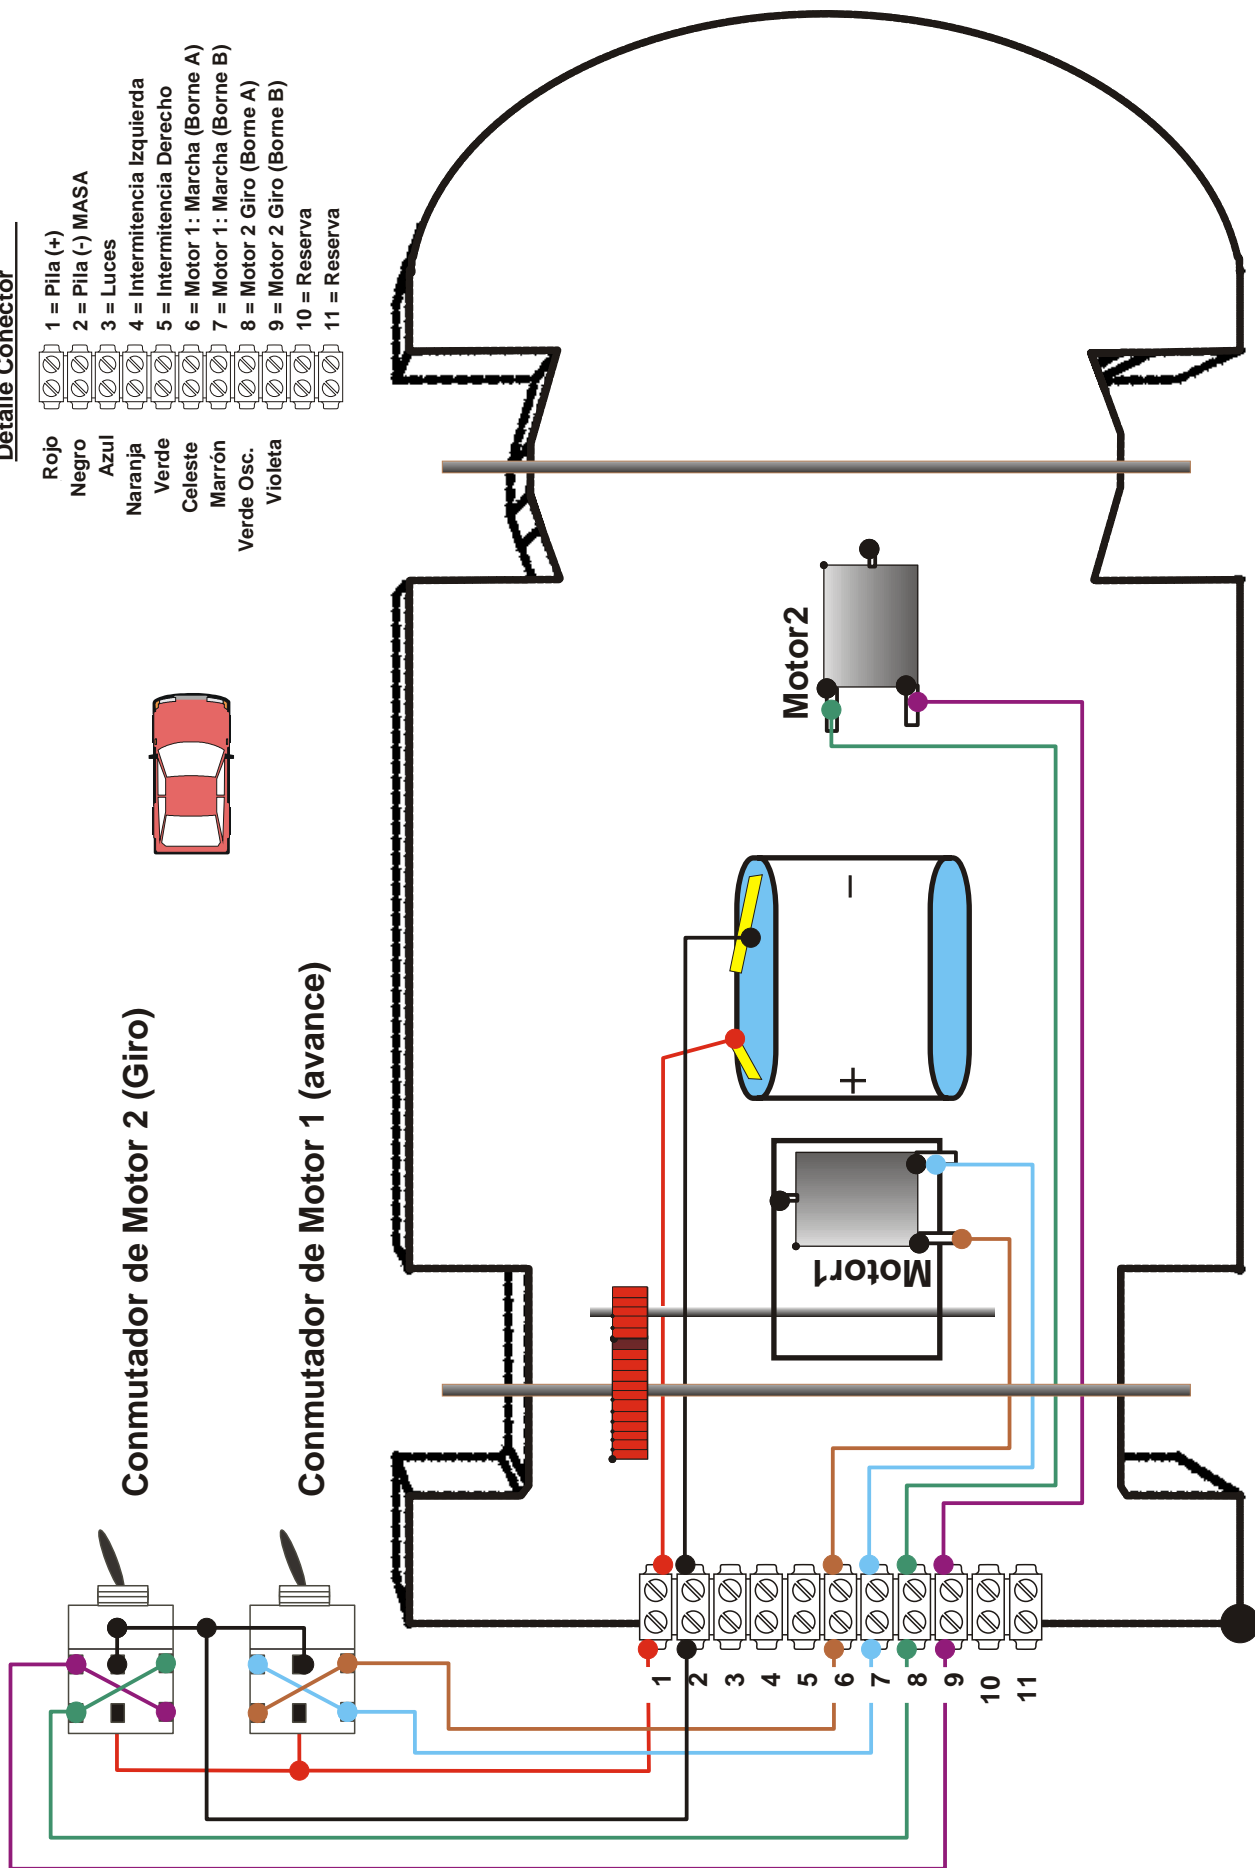 Detalle Conector
Rojo 1 = Pila (+)
Negro 2 = Pila (-) MASA
Azul 3 = Luces
Naranja 4 = Intermitencia Izquierda
Verde 5 = Intermitencia Derecho
Celeste 6 = Motor 1: Marcha (Borne A)
Marrón 7 = Motor 1: Marcha (Borne B)
Verde Osc. 8 = Motor 2 Giro (Borne A)
Violeta 9 = Motor 2 Giro (Borne B)
10 = Reserva
11 = Reserva
Conmutador de Motor 2 (Giro)
Conmutador de Motor 1 (avance)
Motor2
−
+
Motor1
1
2
3
4
5
6
7
8
9
10
11